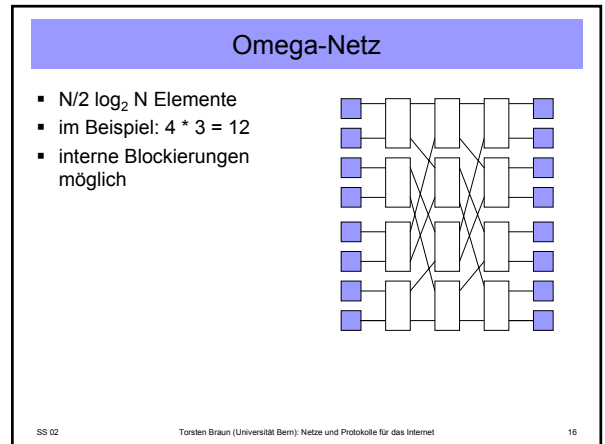 Omega-Netz
▪ N/2 log₂ N Elemente
▪ im Beispiel: 4 * 3 = 12
▪ interne Blockierungen
möglich
SS 02
Torsten Braun (Universität Bern): Netze und Protokolle für das Internet
16